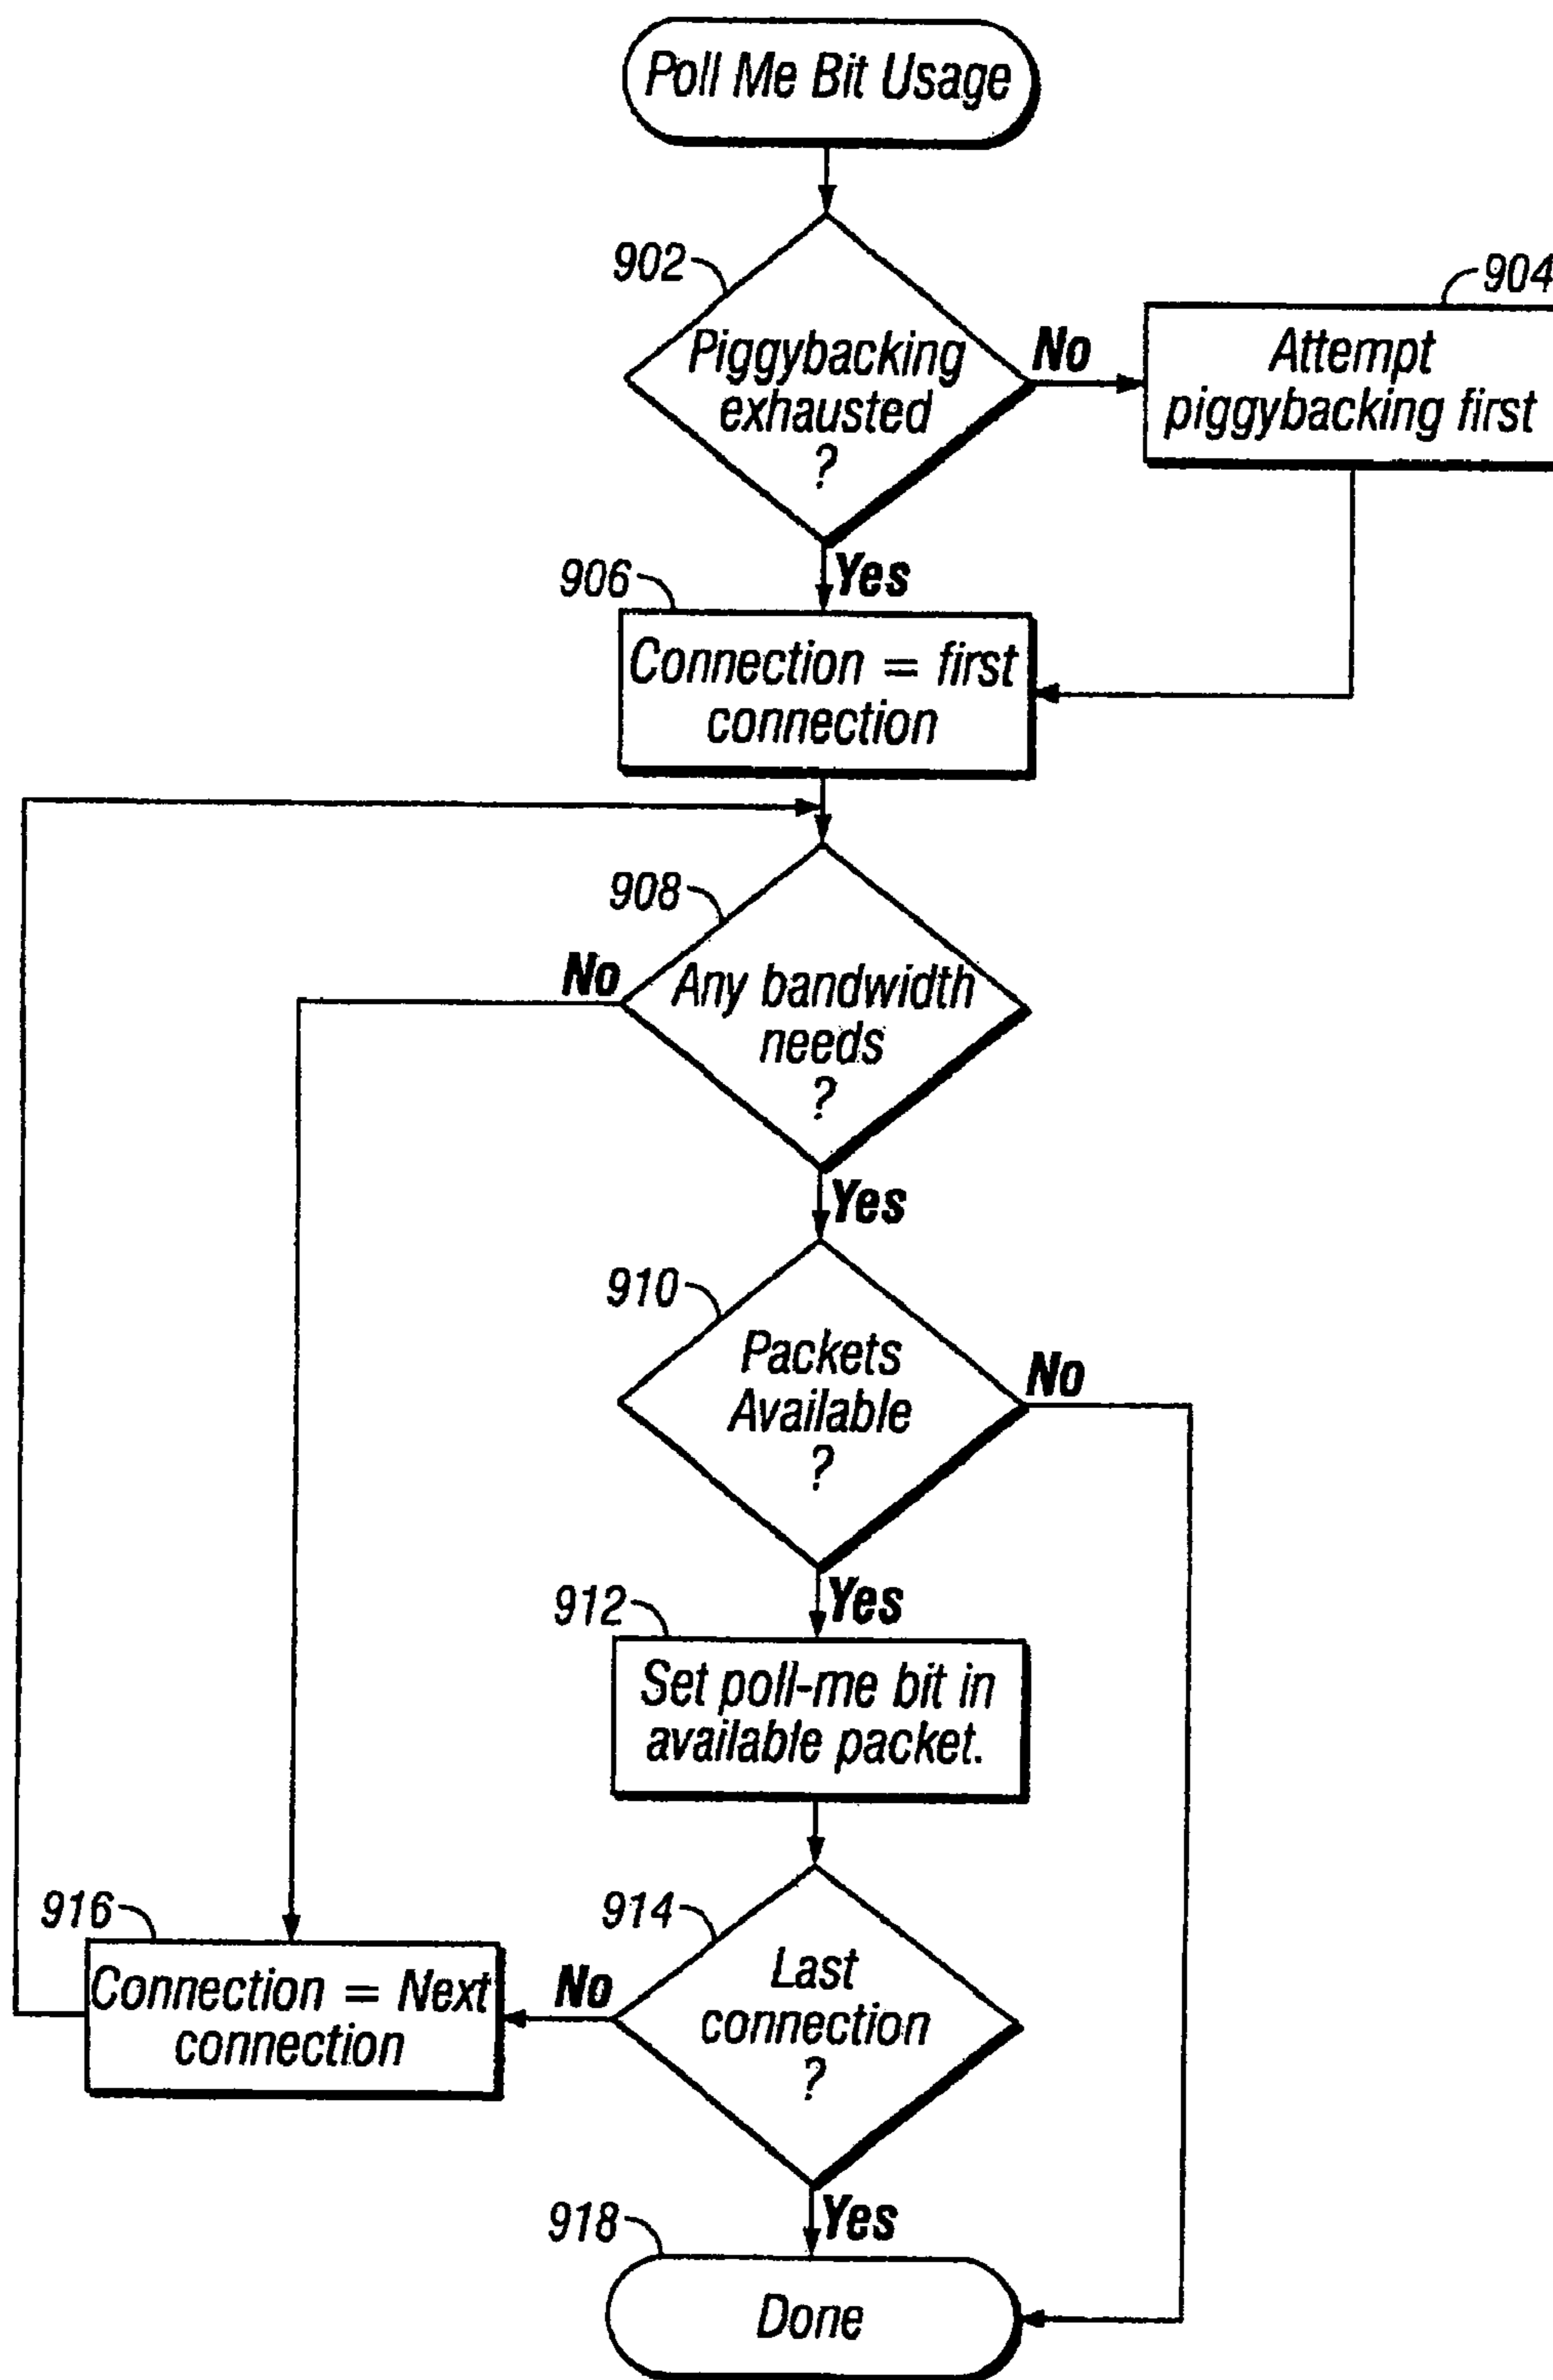 Poll Me Bit Usage
902
Piggybacking
exhausted
?
No
904
Attempt
piggybacking first
Yes
906
Connection = first
connection
908
No
Any bandwidth
needs
?
Yes
910
Packets
Available
?
No
Yes
912
Set poll-me bit in
available packet.
914
Last
connection
?
No
916
Connection = Next
connection
Yes
918
Done